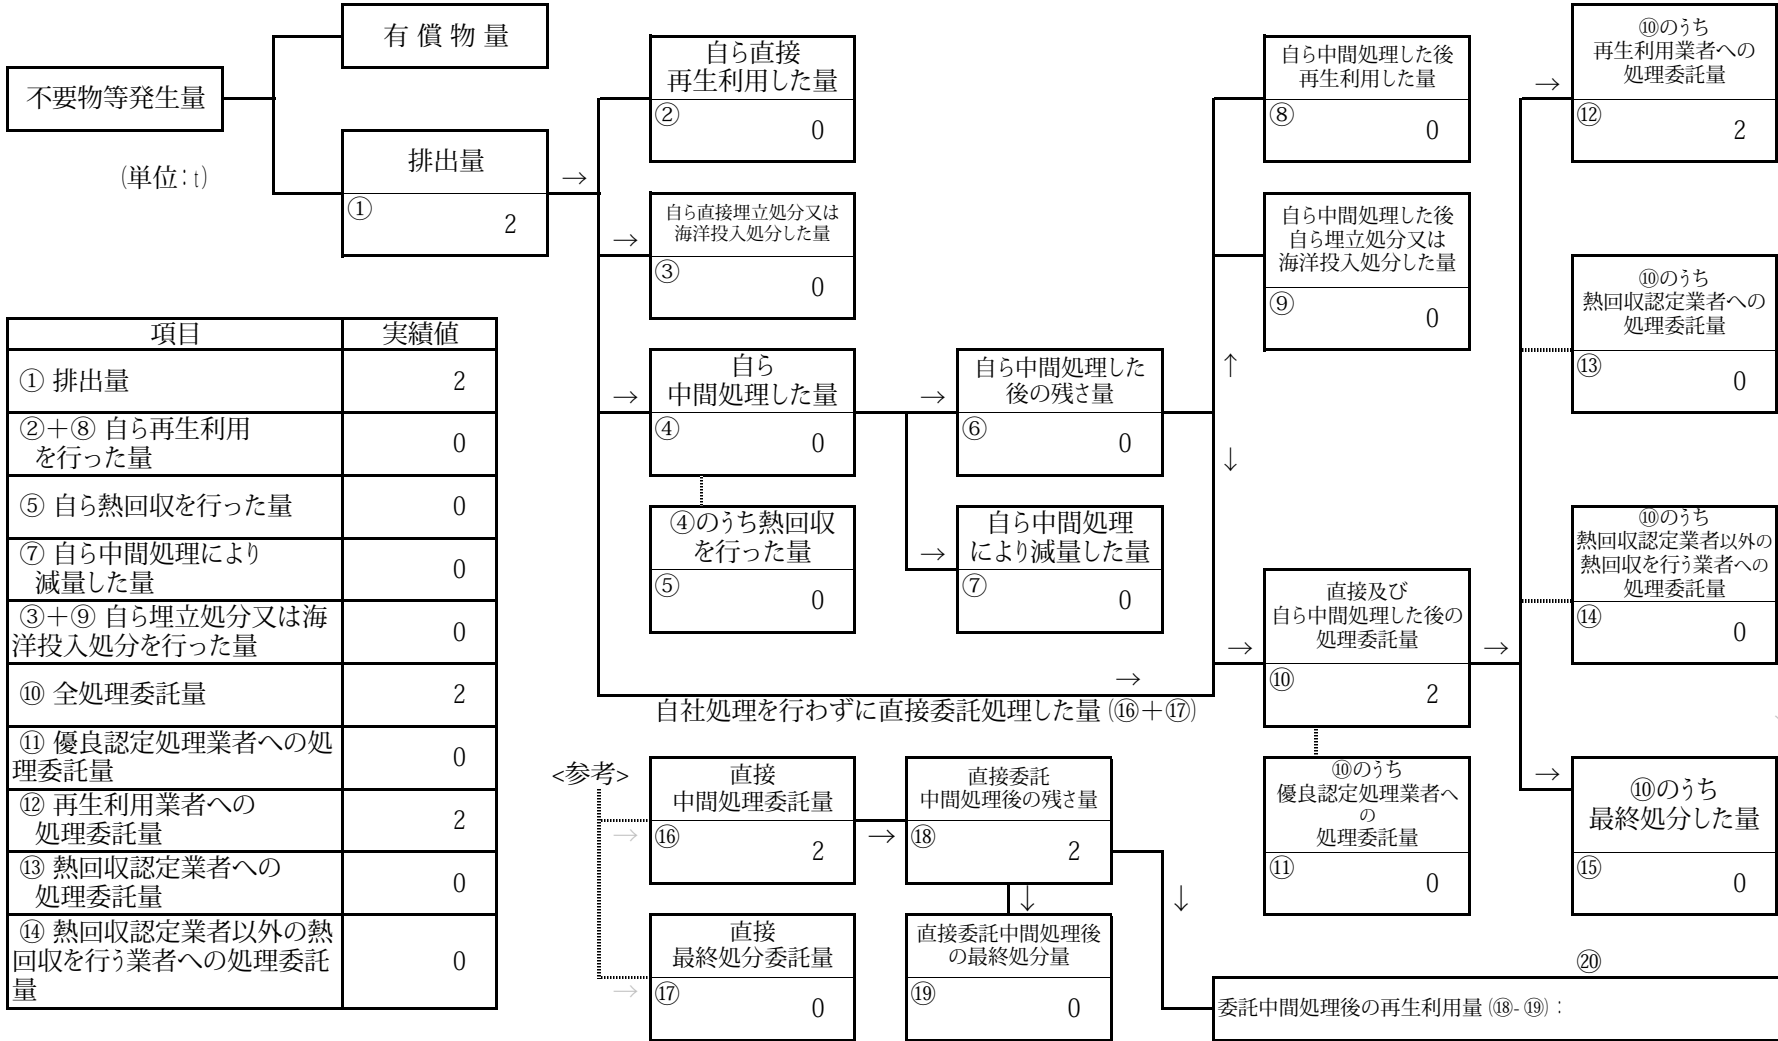 不要物等発生量
(単位:t)
有償物量
排出量
①
2
→
自ら直接
再生利用した量
②
0
→
自ら直接埋立処分又は
海洋投入処分した量
③
0
→
自ら
中間処理した量
④
0
④のうち熱回収
を行った量
⑤
0
→
自ら中間処理した
後の残さ量
⑥
0
→
自ら中間処理
により減量した量
⑦
0
自ら中間処理した後
再生利用した量
⑧
0
自ら中間処理した後
自ら埋立処分又は
海洋投入処分した量
⑨
0
↑
↓
→
自社処理を行わずに直接委託処理した量(⑯+⑰)
→
直接及び
自ら中間処理した後の
処理委託量
⑩
2
⑩のうち
優良認定処理業者へ
の
処理委託量
⑪
0
→
→
⑩のうち
再生利用業者への
処理委託量
⑫
2
⑩のうち
熱回収認定業者への
処理委託量
⑬
0
⑩のうち
熱回収認定業者以外の
熱回収を行う業者への
処理委託量
⑭
0
→
⑩のうち
最終処分した量
⑮
0
項目 実績値
① 排出量 2
②+⑧ 自ら再生利用
を行った量 0
⑤ 自ら熱回収を行った量 0
⑦ 自ら中間処理により
減量した量 0
③+⑨ 自ら埋立処分又は海
洋投入処分を行った量 0
⑩ 全処理委託量 2
⑪ 優良認定処理業者への処
理委託量 0
⑫ 再生利用業者への
処理委託量 2
⑬ 熱回収認定業者への
処理委託量 0
⑭ 熱回収認定業者以外の熱
回収を行う業者への処理委託
量 0
<参考>
→
直接
中間処理委託量
⑯
2
→
直接
最終処分委託量
⑰
0
→
直接委託
中間処理後の残さ量
⑱
2
↓
直接委託中間処理後
の最終処分量
⑲
0
↓
⑳
委託中間処理後の再生利用量(⑱-⑲):